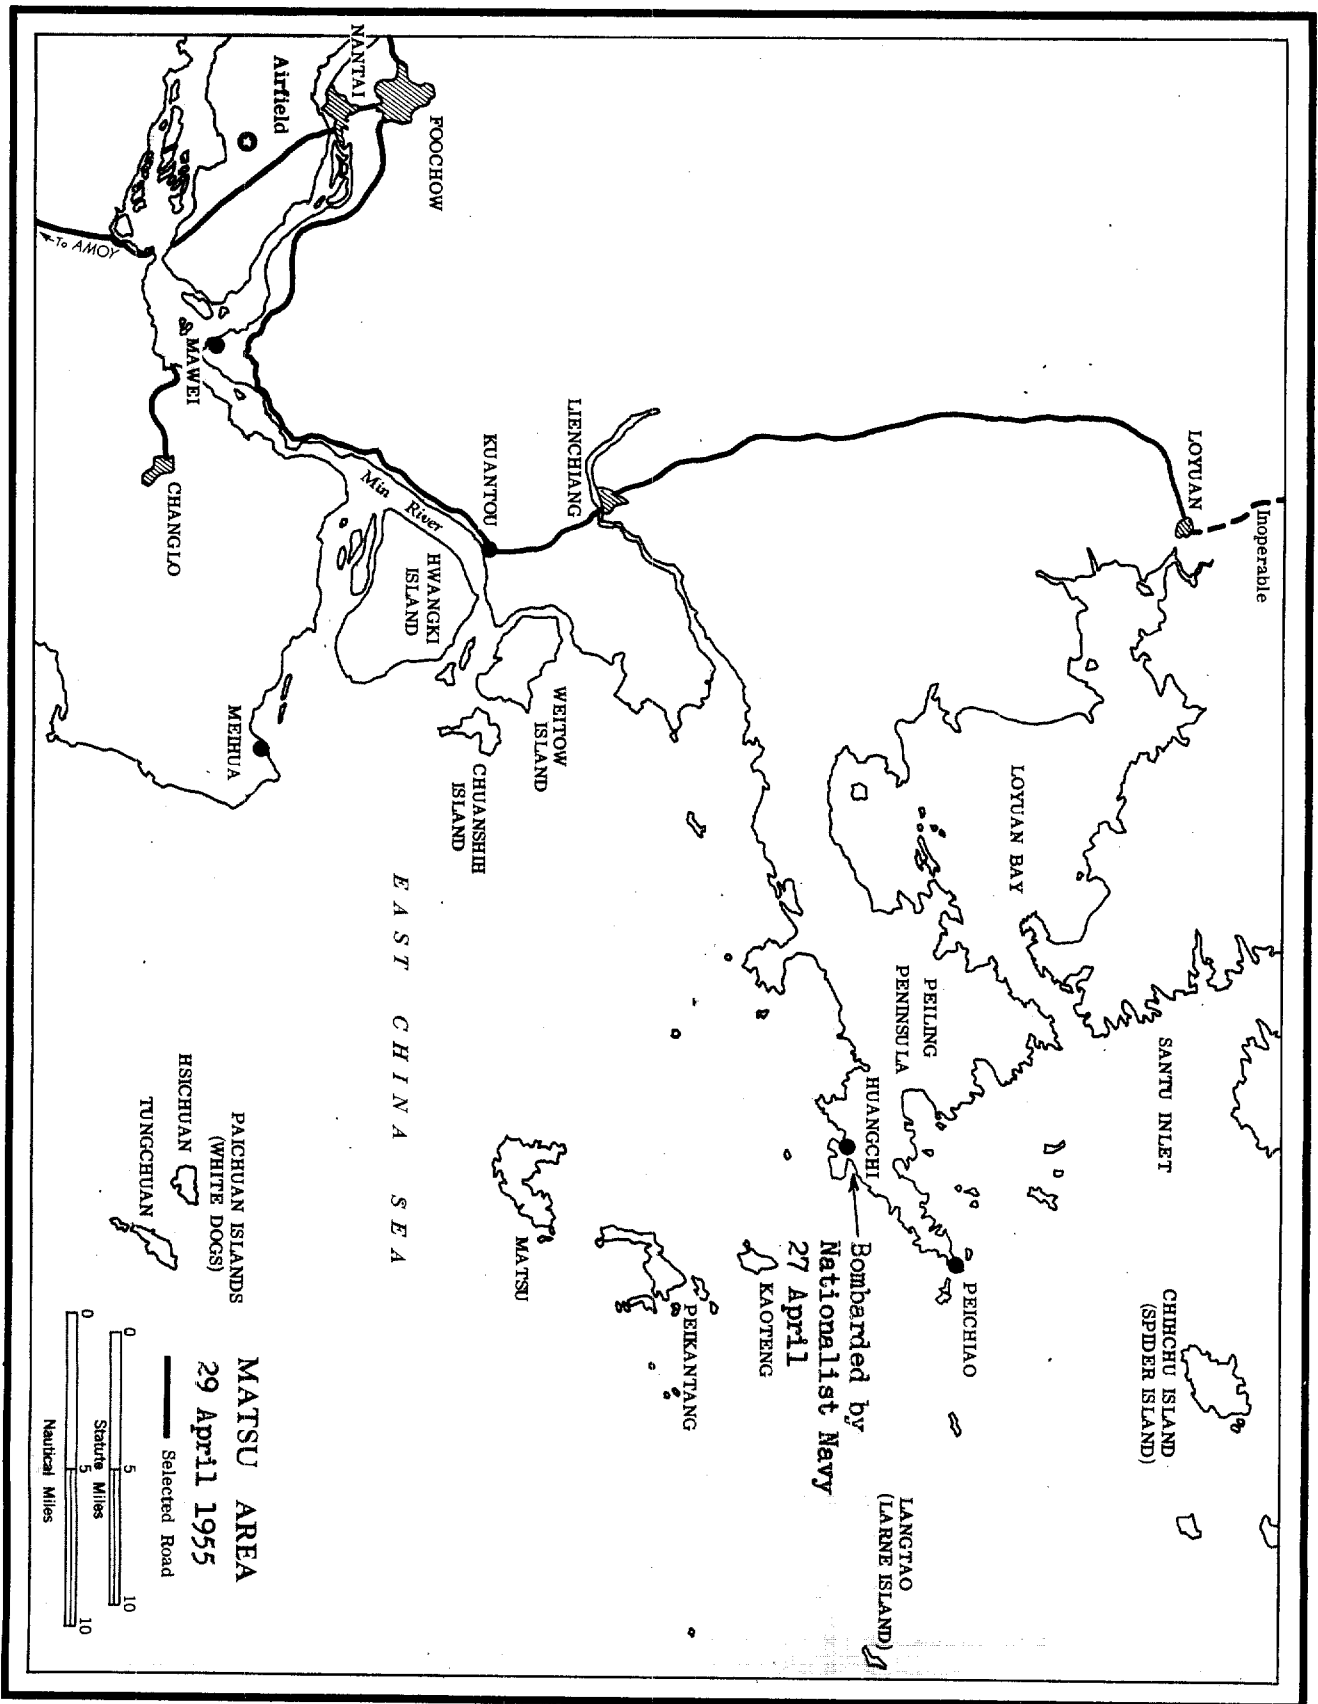 Inoperable
LOYUAN
SANTU INLET
CHIHCHU ISLAND
(SPIDER ISLAND)
LOYUAN BAY
PEILING
PENINSULA
PEICHIAO
LANGTAO
(LARNE ISLAND)
HUANGCHI
Bombarded by
Nationalist Navy
27 April
KAOTENG
PEIKANTANG
LIENCHIANG
MATSU
WEITOW
ISLAND
KUANTOU
CHUANSHIH
ISLAND
FOOCHOW
HWANGKI
ISLAND
Min River
EAST CHINA SEA
NANTAI
Airfield
MAWEI
MEIHUA
CHANGLO
To AMOY
PAICHUAN ISLANDS
(WHITE DOGS)
HSICHUAN
TUNGCHUAN
MATSU AREA
29 April 1955
Selected Road
0 5 10
Statute Miles
0 5 10
Nautical Miles